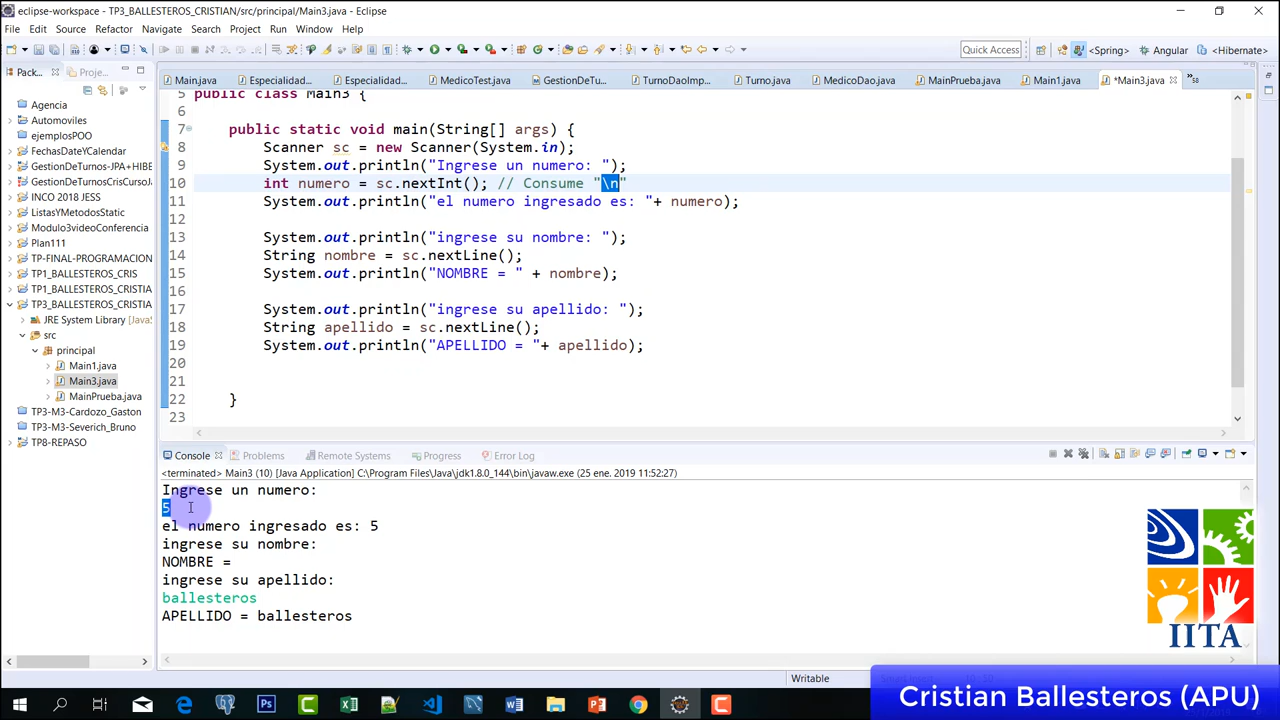 eclipse-workspace - TP3_BALLESTEROS_CRISTIAN/src/principal/Main3.java - Eclipse
File Edit Source Refactor Navigate Search Project Run Window Help
Quick Access <Spring> Angular <Hibernate>
Pack... Proje...
Main.java Especialidad... Especialidad... MedicoTest.java GestionDeTu... TurnoDaoImp... Turno.java MedicoDao.java MainPrueba.java Main1.java *Main3.java »8
Agencia
Automoviles
ejemplosPOO
FechasDateYCalendar
GestionDeTurnos-JPA+HIBE
GestionDeTurnosCrisCursoJ
INCO 2018 JESS
ListasYMetodosStatic
Modulo3videoConferencia
Plan111
TP-FINAL-PROGRAMACION
TP1_BALLESTEROS_CRIS
TP1_BALLESTEROS_CRISTIA
TP3_BALLESTEROS_CRISTIA
JRE System Library [JavaS
src
principal
Main1.java
Main3.java
MainPrueba.java
TP3-M3-Cardozo_Gaston
TP3-M3-Severich_Bruno
TP8-REPASO
5 public class Main3 {
6
7 public static void main(String[] args) {
8 Scanner sc = new Scanner(System.in);
9 System.out.println("Ingrese un numero: ");
10 int numero = sc.nextInt(); // Consume "\n"
11 System.out.println("el numero ingresado es: "+ numero);
12
13 System.out.println("ingrese su nombre: ");
14 String nombre = sc.nextLine();
15 System.out.println("NOMBRE = " + nombre);
16
17 System.out.println("ingrese su apellido: ");
18 String apellido = sc.nextLine();
19 System.out.println("APELLIDO = "+ apellido);
20
21
22 }
23
Console Problems Remote Systems Progress Error Log
<terminated> Main3 (10) [Java Application] C:\Program Files\Java\jdk1.8.0_144\bin\javaw.exe (25 ene. 2019 11:52:27)
Ingrese un numero:
5
el numero ingresado es: 5
ingrese su nombre:
NOMBRE =
ingrese su apellido:
ballesteros
APELLIDO = ballesteros
IITA
Writable
Cristian Ballesteros (APU)